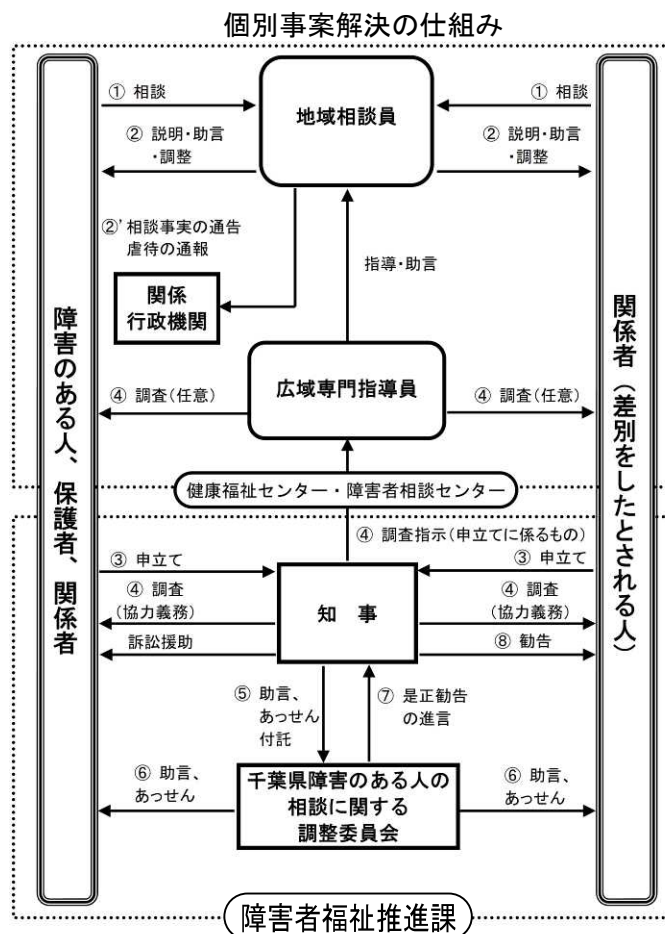 個別事案解決の仕組み
① 相談
① 相談
地域相談員
② 説明・助言
・調整
② 説明・助言
・調整
②’相談事実の通告
虐待の通報
指導・助言
関係
行政機関
障害のある人、保護者、関係者
関係者（差別をしたとされる人）
広域専門指導員
④ 調査(任意)
④ 調査(任意)
健康福祉センター・障害者相談センター
④ 調査指示(申立てに係るもの)
③ 申立て
③ 申立て
④ 調査
(協力義務)
知　事
④ 調査
(協力義務)
訴訟援助
⑧ 勧告
⑤ 助言、
あっせん
付託
⑦ 是正勧告
の進言
⑥ 助言、
あっせん
千葉県障害のある人の
相談に関する
調整委員会
⑥ 助言、
あっせん
障害者福祉推進課